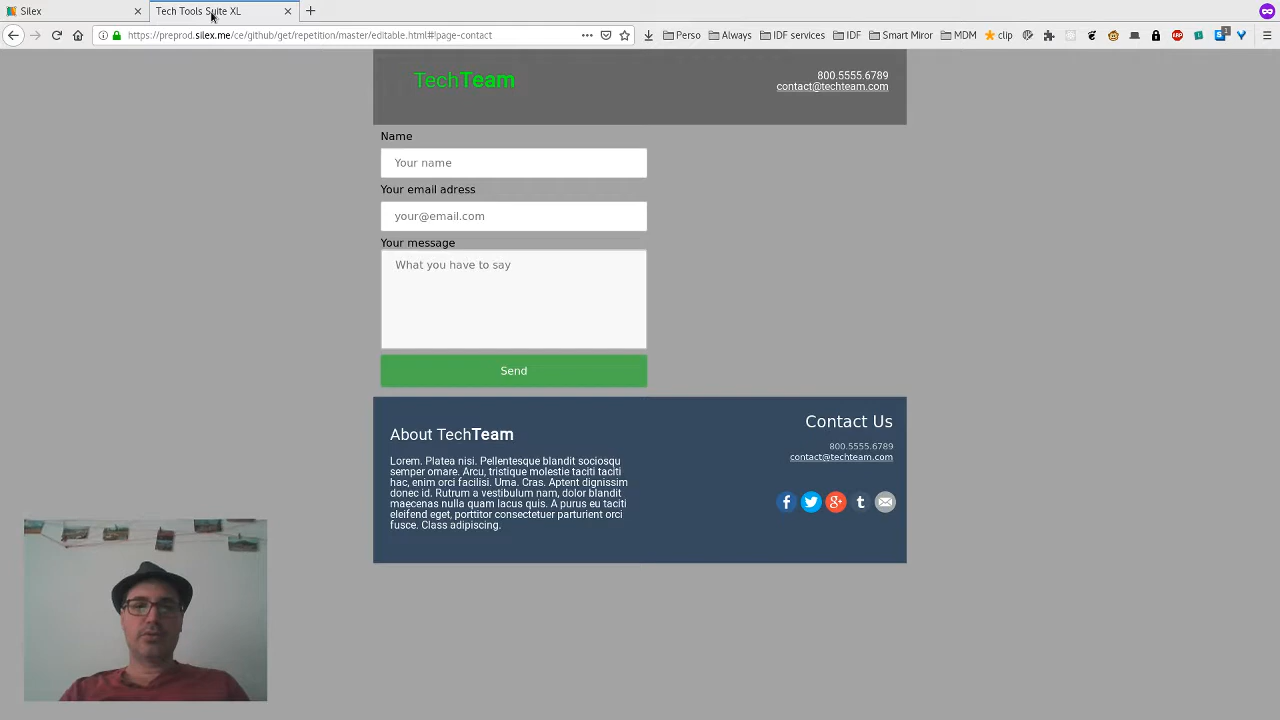 Silex
Tech Tools Suite XL
https://preprod.silex.me/ce/github/get/repetition/master/editable.html#!page-contact
Perso
Always
IDF services
IDF
Smart Miror
MDM
clip
TechTeam
800.5555.6789
contact@techteam.com
Name
Your name
Your email adress
your@email.com
Your message
What you have to say
Send
About TechTeam
Lorem. Platea nisi. Pellentesque blandit sociosqu
semper ornare. Arcu, tristique molestie taciti taciti
hac, enim orci facilisi. Urna. Cras. Aptent dignissim
donec id. Rutrum a vestibulum nam, dolor blandit
maecenas nulla quam lacus quis. A purus eu taciti
eleifend eget, porttitor consectetuer parturient orci
fusce. Class adipiscing.
Contact Us
800.5555.6789
contact@techteam.com